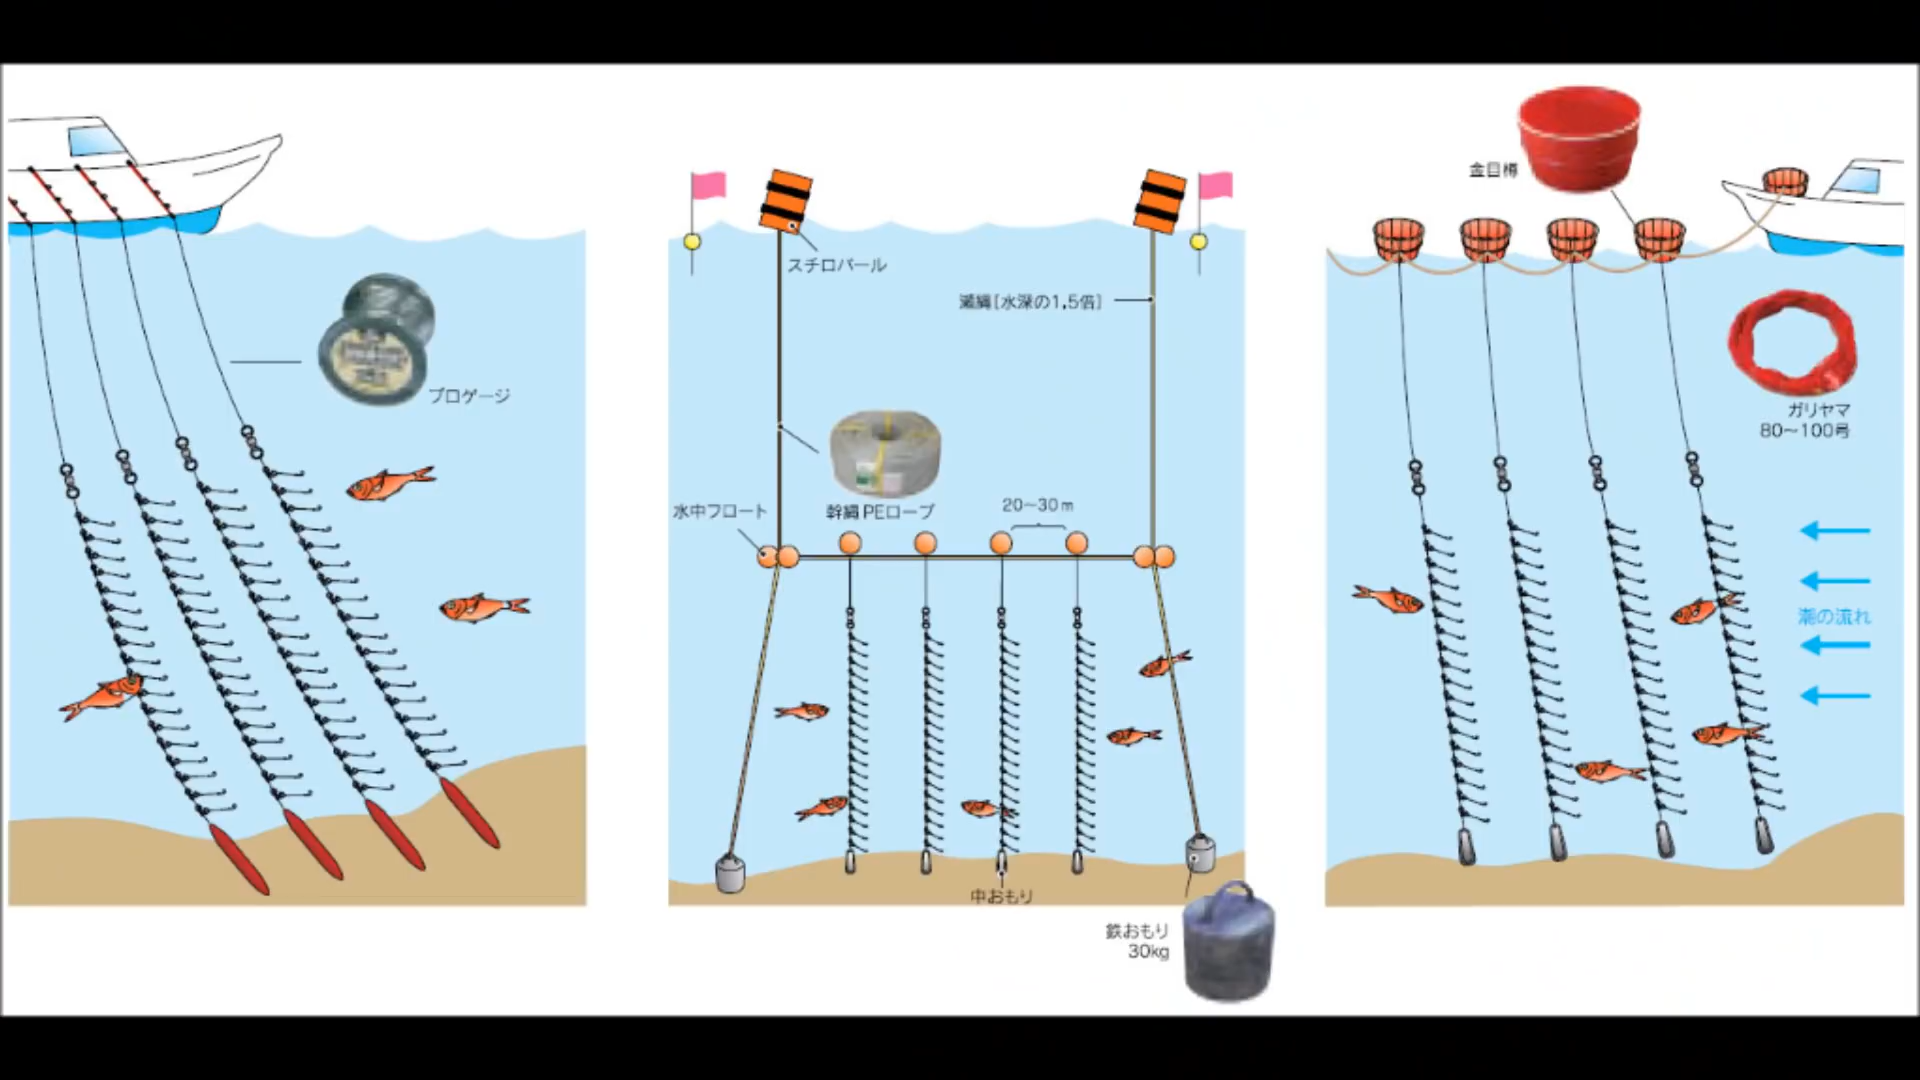 プロゲージ
スチロバール
瀬縄[水深の1.5倍]
水中フロート
幹縄PEロープ
20〜30m
中おもり
鉄おもり
30kg
金目樽
ガリヤマ
80〜100号
潮の流れ